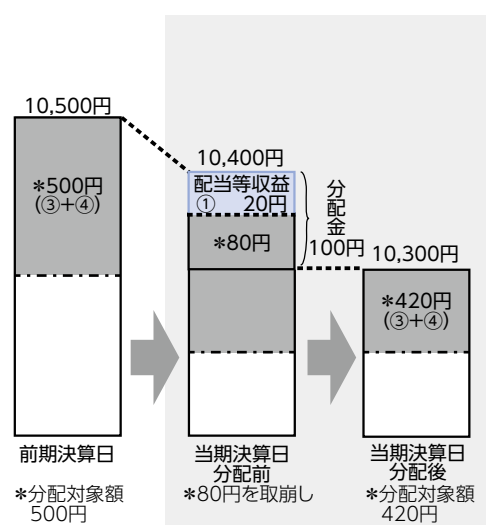 10,500円
*500円
(③+④)
前期決算日
*分配対象額
500円
10,400円
配当等収益
① 20円
*80円
分配金
100円
当期決算日
分配前
*80円を取崩し
10,300円
*420円
(③+④)
当期決算日
分配後
*分配対象額
420円